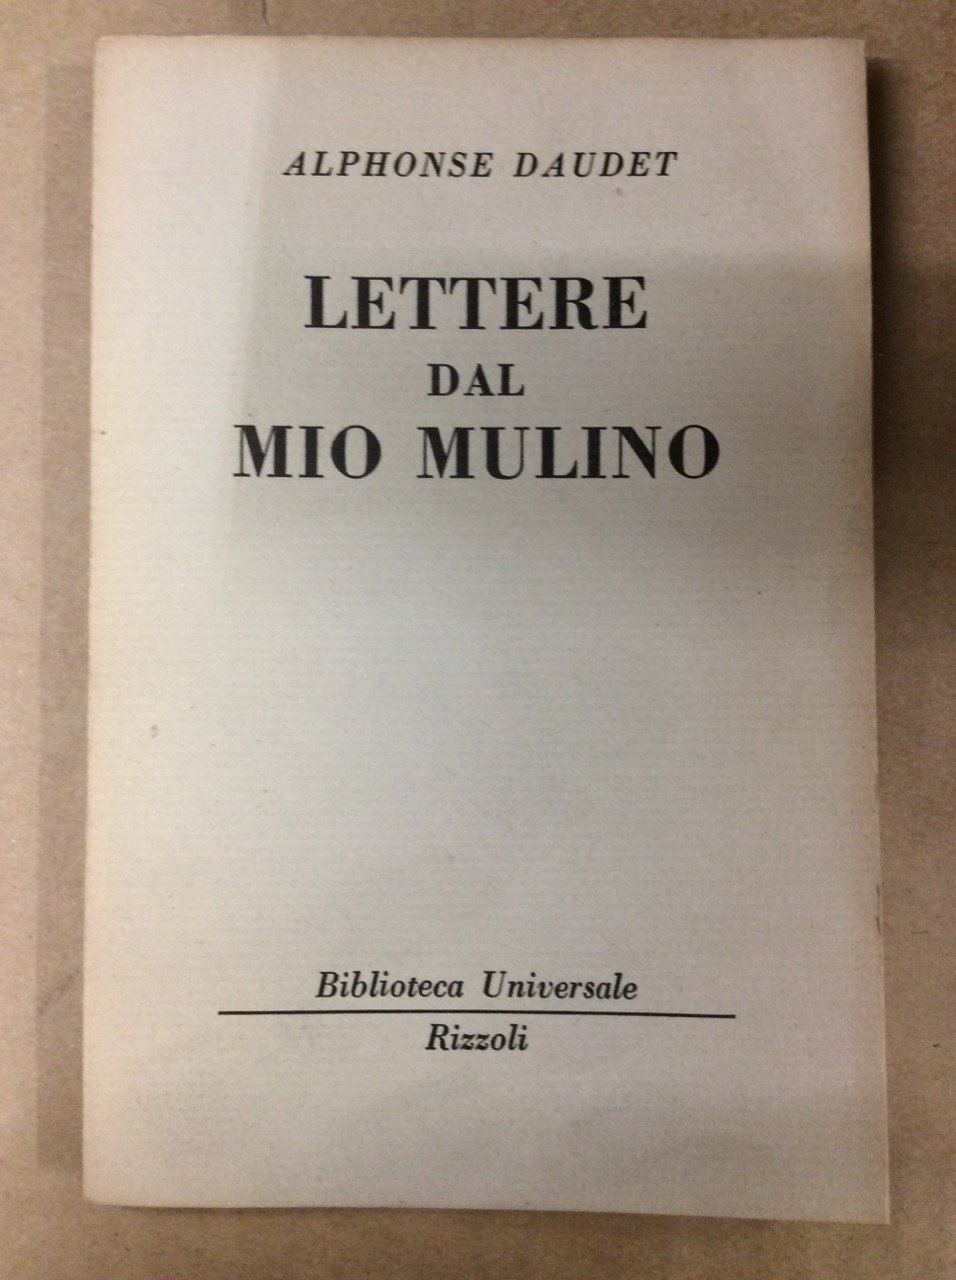 ALPHONSE DAUDET
LETTERE
DAL
MIO MULINO
Biblioteca Universale
Rizzoli